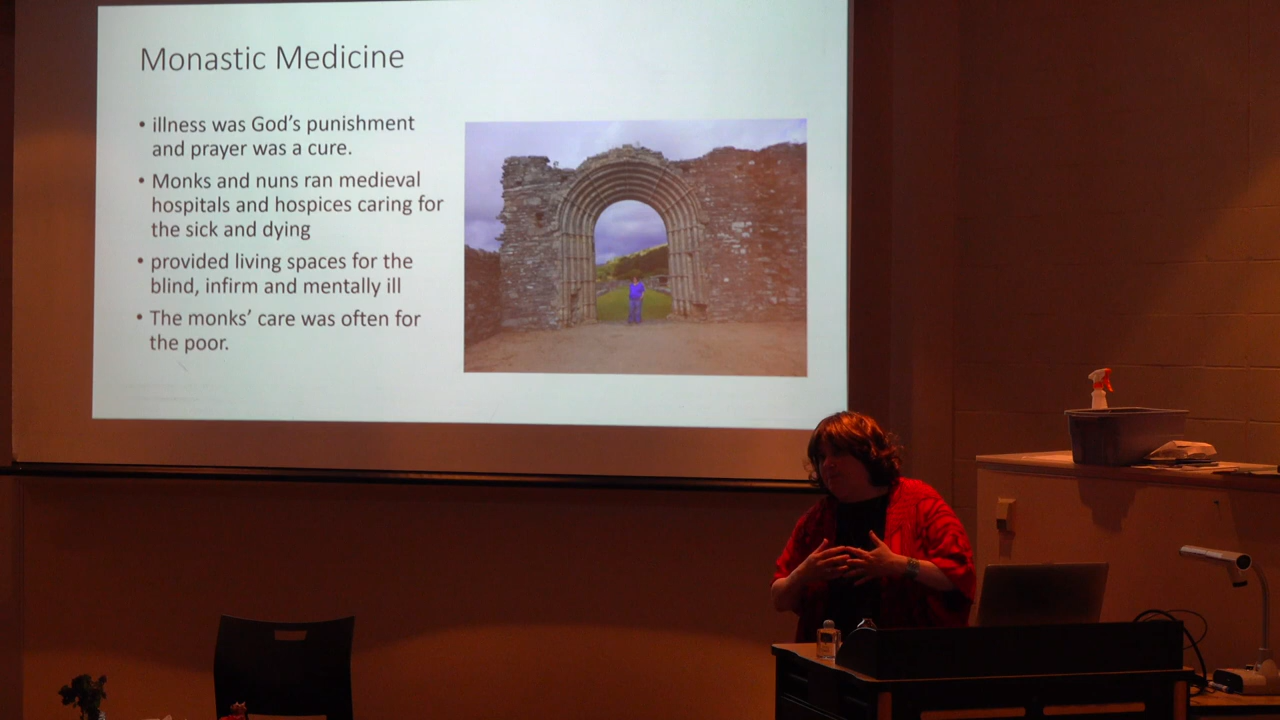 Monastic Medicine
• illness was God's punishment
and prayer was a cure.
• Monks and nuns ran medieval
hospitals and hospices caring for
the sick and dying
• provided living spaces for the
blind, infirm and mentally ill
• The monks' care was often for
the poor.